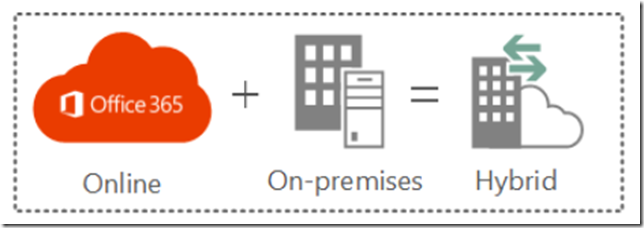 Office 365
+
=
Online
On-premises
Hybrid